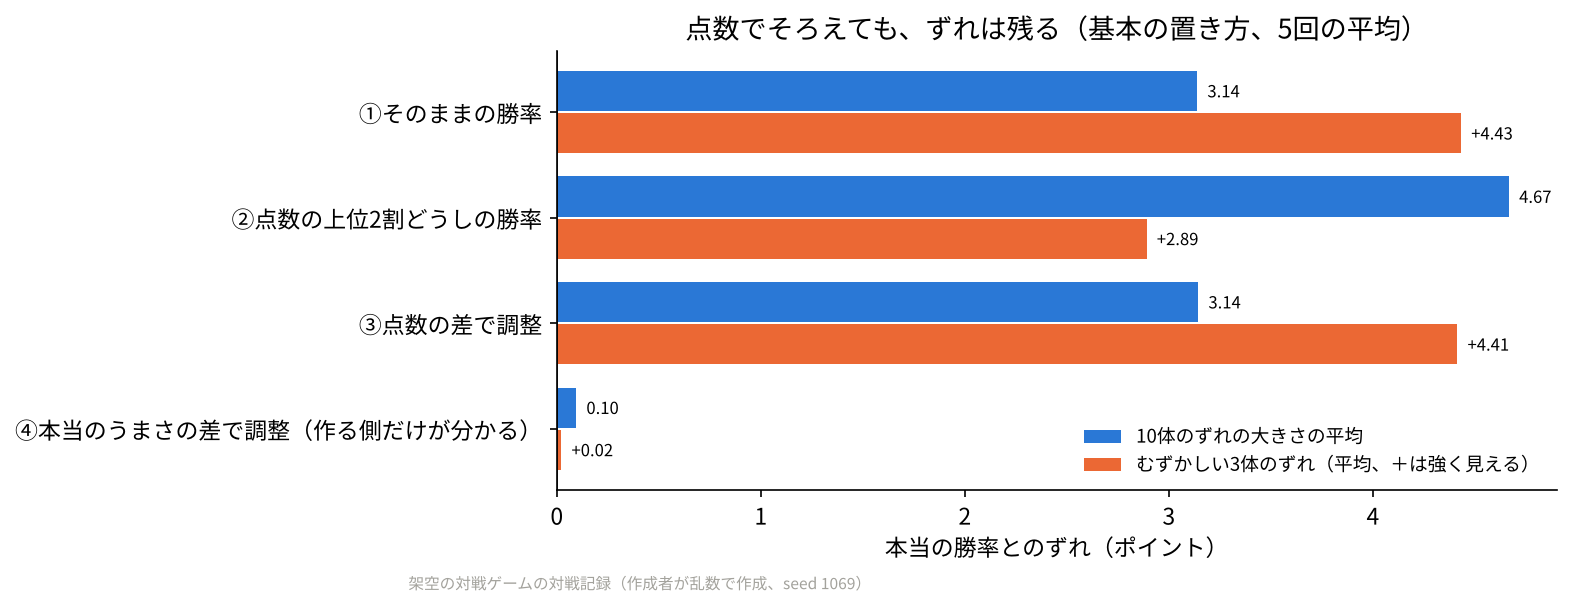 点数でそろえても、ずれは残る（基本の置き方、5回の平均）
①そのままの勝率
3.14
+4.43
②点数の上位2割どうしの勝率
4.67
+2.89
③点数の差で調整
3.14
+4.41
④本当のうまさの差で調整（作る側だけが分かる）
0.10
+0.02
10体のずれの大きさの平均
むずかしい3体のずれ（平均、＋は強く見える）
0 1 2 3 4
本当の勝率とのずれ（ポイント）
架空の対戦ゲームの対戦記録（作成者が乱数で作成、seed 1069）